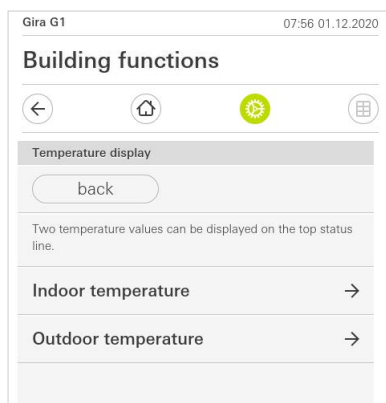 Gira G1 07:56 01.12.2020
Building functions
Temperature display
back
Two temperature values can be displayed on the top status
line.
Indoor temperature
Outdoor temperature